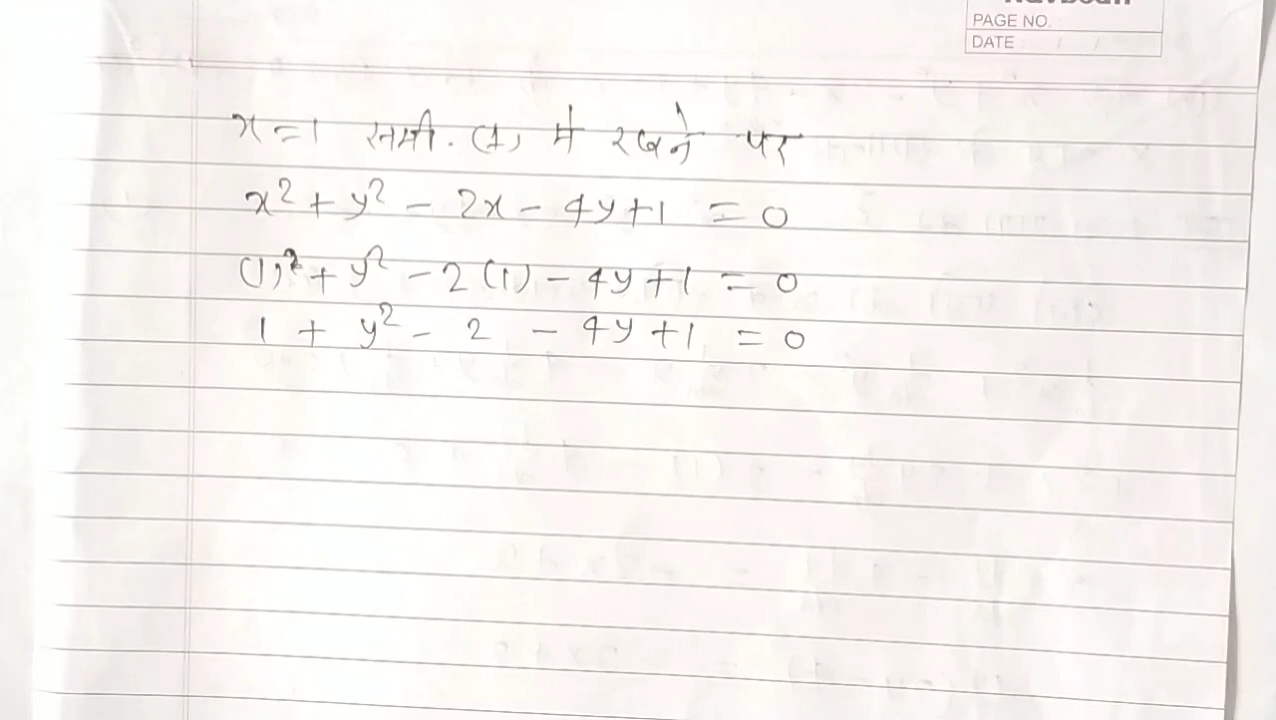 PAGE NO.
DATE / /
x = 1 समी. (1) में रखने पर
x² + y² - 2x - 4y + 1 = 0
(1)² + y² - 2 (1) - 4y + 1 = 0
1 + y² - 2 - 4y + 1 = 0